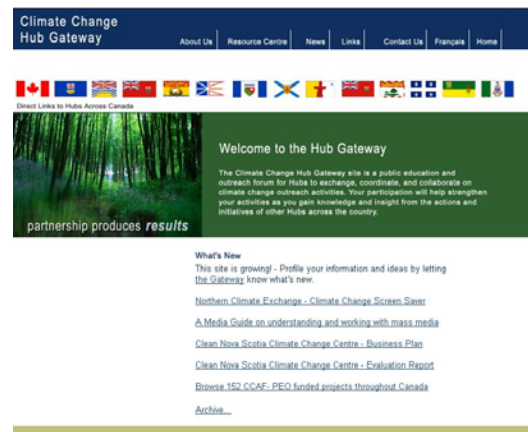 Climate Change
Hub Gateway
About Us
Resource Centre
News
Links
Contact Us
Français
Home
Direct Links to Hubs Across Canada
Welcome to the Hub Gateway
The Climate Change Hub Gateway site is a public education and
outreach forum for Hubs to exchange, coordinate, and collaborate on
climate change outreach activities. Your participation will help strengthen
your activities as you gain knowledge and insight from the actions and
initiatives of other Hubs across the country.
partnership produces results
What's New
This site is growing! - Profile your information and ideas by letting
the Gateway know what's new.
Northern Climate Exchange - Climate Change Screen Saver
A Media Guide on understanding and working with mass media
Clean Nova Scotia Climate Change Centre - Business Plan
Clean Nova Scotia Climate Change Centre - Evaluation Report
Browse 152 CCAF- PEO funded projects throughout Canada
Archive...